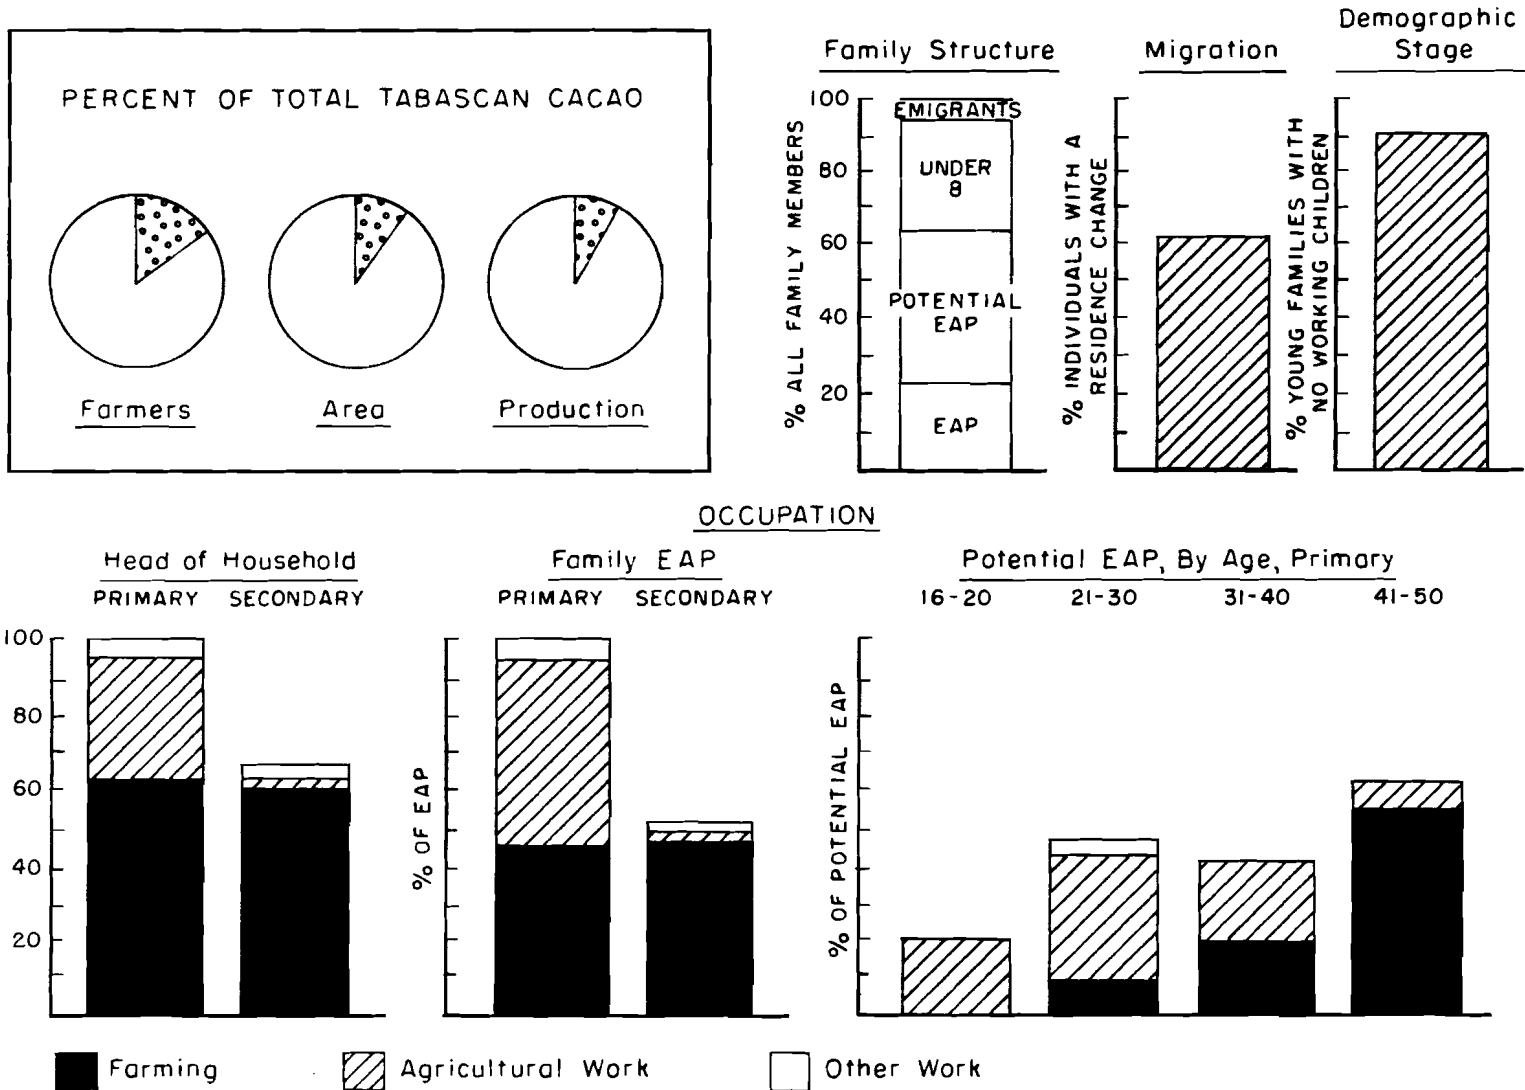 PERCENT OF TOTAL TABASCAN CACAO
Farmers
Area
Production
Family Structure
Migration
Demographic
Stage
% ALL FAMILY MEMBERS
100
80
60
40
20
EMIGRANTS
UNDER
8
POTENTIAL
EAP
EAP
% INDIVIDUALS WITH A
RESIDENCE CHANGE
% YOUNG FAMILIES WITH
NO WORKING CHILDREN
OCCUPATION
Head of Household
PRIMARY SECONDARY
100
80
60
40
20
Family EAP
PRIMARY SECONDARY
% OF EAP
Potential EAP, By Age, Primary
16-20 21-30 31-40 41-50
% OF POTENTIAL EAP
Farming Agricultural Work Other Work